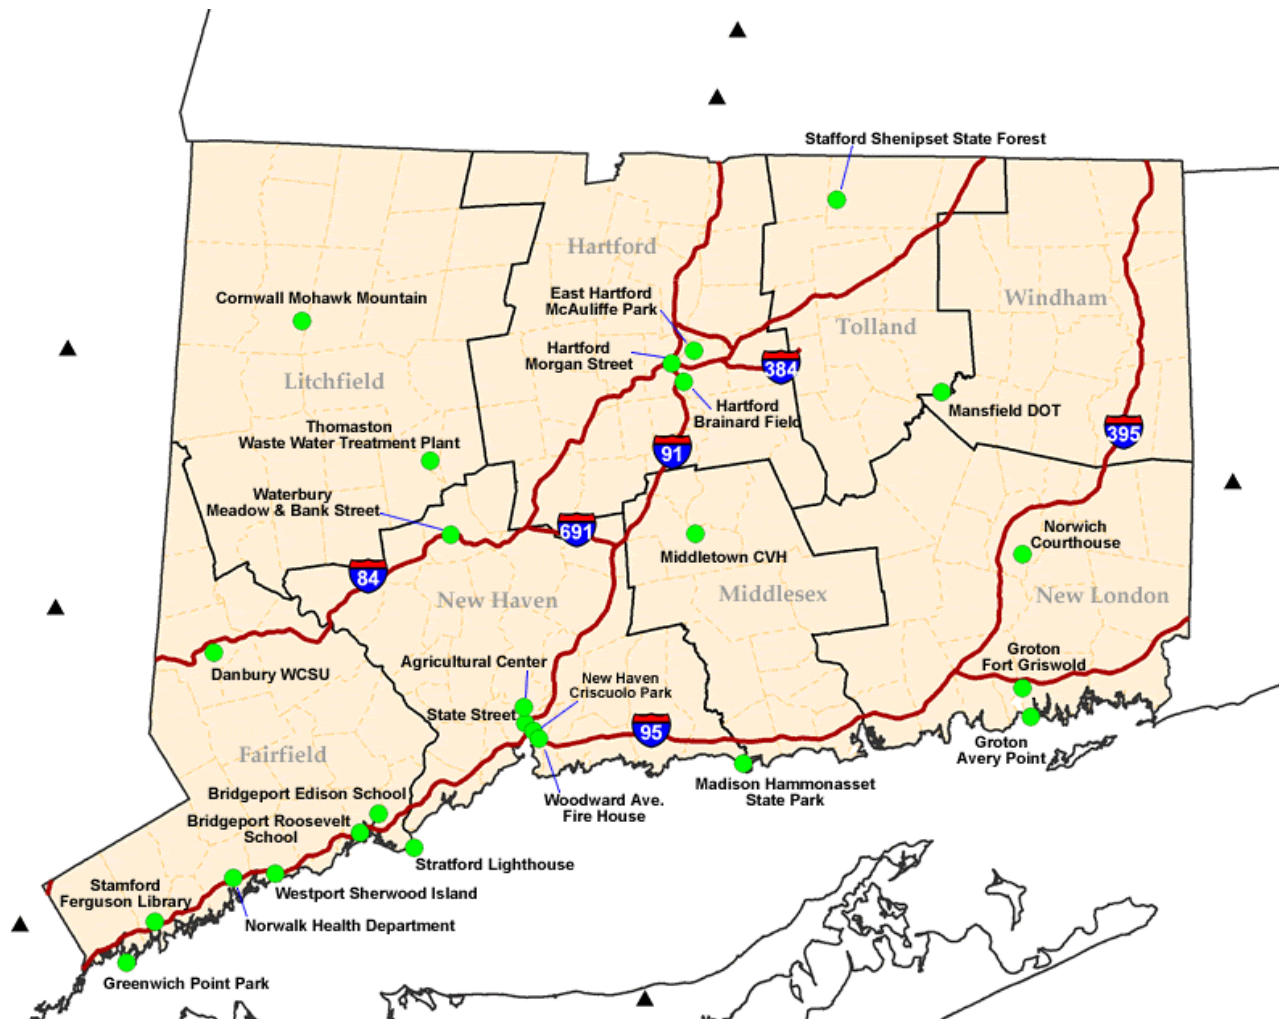 Stafford Shenipset State Forest
Hartford
Cornwall Mohawk Mountain
East Hartford
McAuliffe Park
Windham
Tolland
Hartford
Morgan Street
384
Litchfield
Hartford
Brainard Field
Mansfield DOT
Thomaston
Waste Water Treatment Plant
395
91
Waterbury
Meadow & Bank Street
691
Norwich
Courthouse
Middletown CVH
84
New Haven
Middlesex
New London
Groton
Fort Griswold
Agricultural Center
Danbury WCSU
New Haven
Criscuolo Park
State Street
95
Groton
Avery Point
Fairfield
Madison Hammonasset
State Park
Bridgeport Edison School
Woodward Ave.
Fire House
Bridgeport Roosevelt
School
Stratford Lighthouse
Stamford
Ferguson Library
Westport Sherwood Island
Norwalk Health Department
Greenwich Point Park